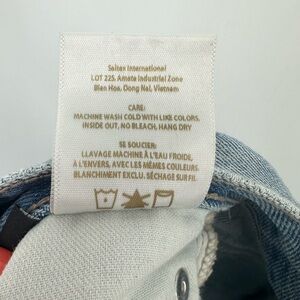 Saitex International
LOT 225, Amata Industrial Zone
Bien Hoa, Dong Nai, Vietnam
CARE:
MACHINE WASH COLD WITH LIKE COLORS,
INSIDE OUT, NO BLEACH, HANG DRY
SE SOUCIER:
LLAVAGE MACHINE À L'EAU FROIDE,
À L'ENVERS, AVEC LES MÊMES COULEURS.
BLANCHIMENT EXCLU. SÉCHAGE SUR FIL